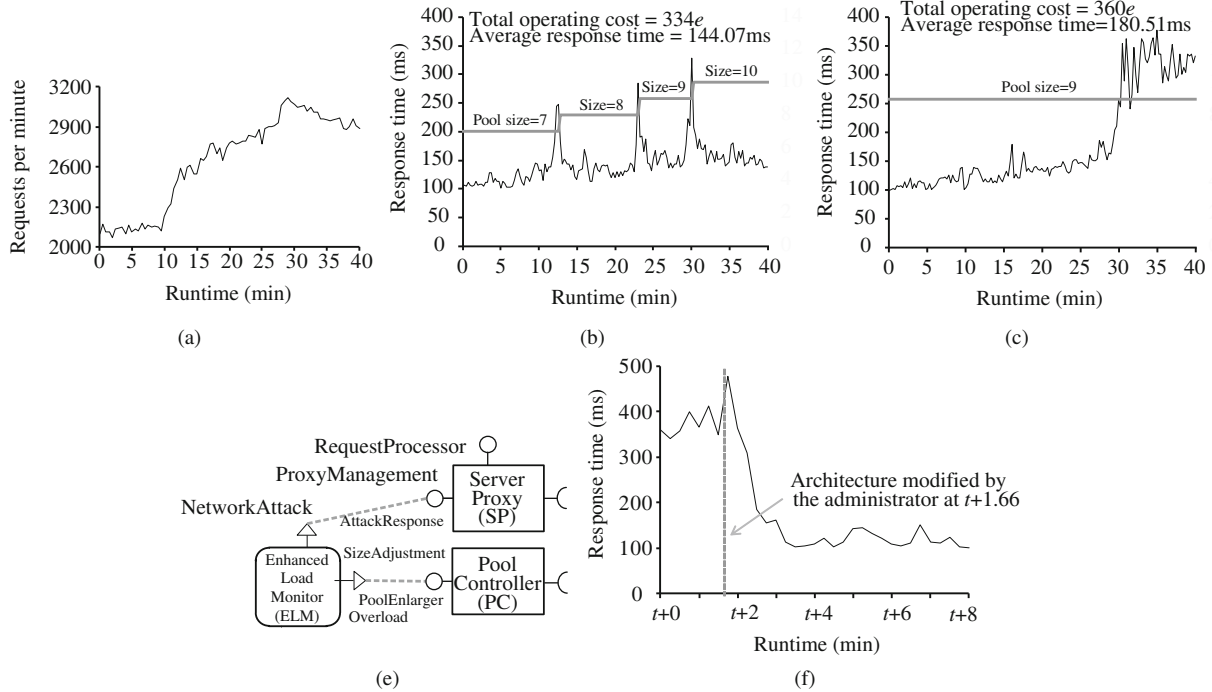 Requests per minute
3200
2900
2600
2300
2000
0 5 10 15 20 25 30 35 40
Runtime (min)
(a)
Total operating cost = 334e
Average response time = 144.07ms
Response time (ms)
400
350
300
250
200
150
100
50
0
Pool size=7
Size=8
Size=9
Size=10
0 5 10 15 20 25 30 35 40
Runtime (min)
(b)
Total operating cost = 360e
Average response time=180.51ms
Response time (ms)
400
350
300
250
200
150
100
50
0
Pool size=9
0 5 10 15 20 25 30 35 40
Runtime (min)
(c)
RequestProcessor
ProxyManagement
NetworkAttack
AttackResponse
Server
Proxy
(SP)
SizeAdjustment
Enhanced
Load
Monitor
(ELM)
PoolEnlarger
Overload
Pool
Controller
(PC)
(e)
Response time (ms)
500
400
300
200
100
0
Architecture modified by
the administrator at t+1.66
t+0 t+2 t+4 t+6 t+8
Runtime (min)
(f)